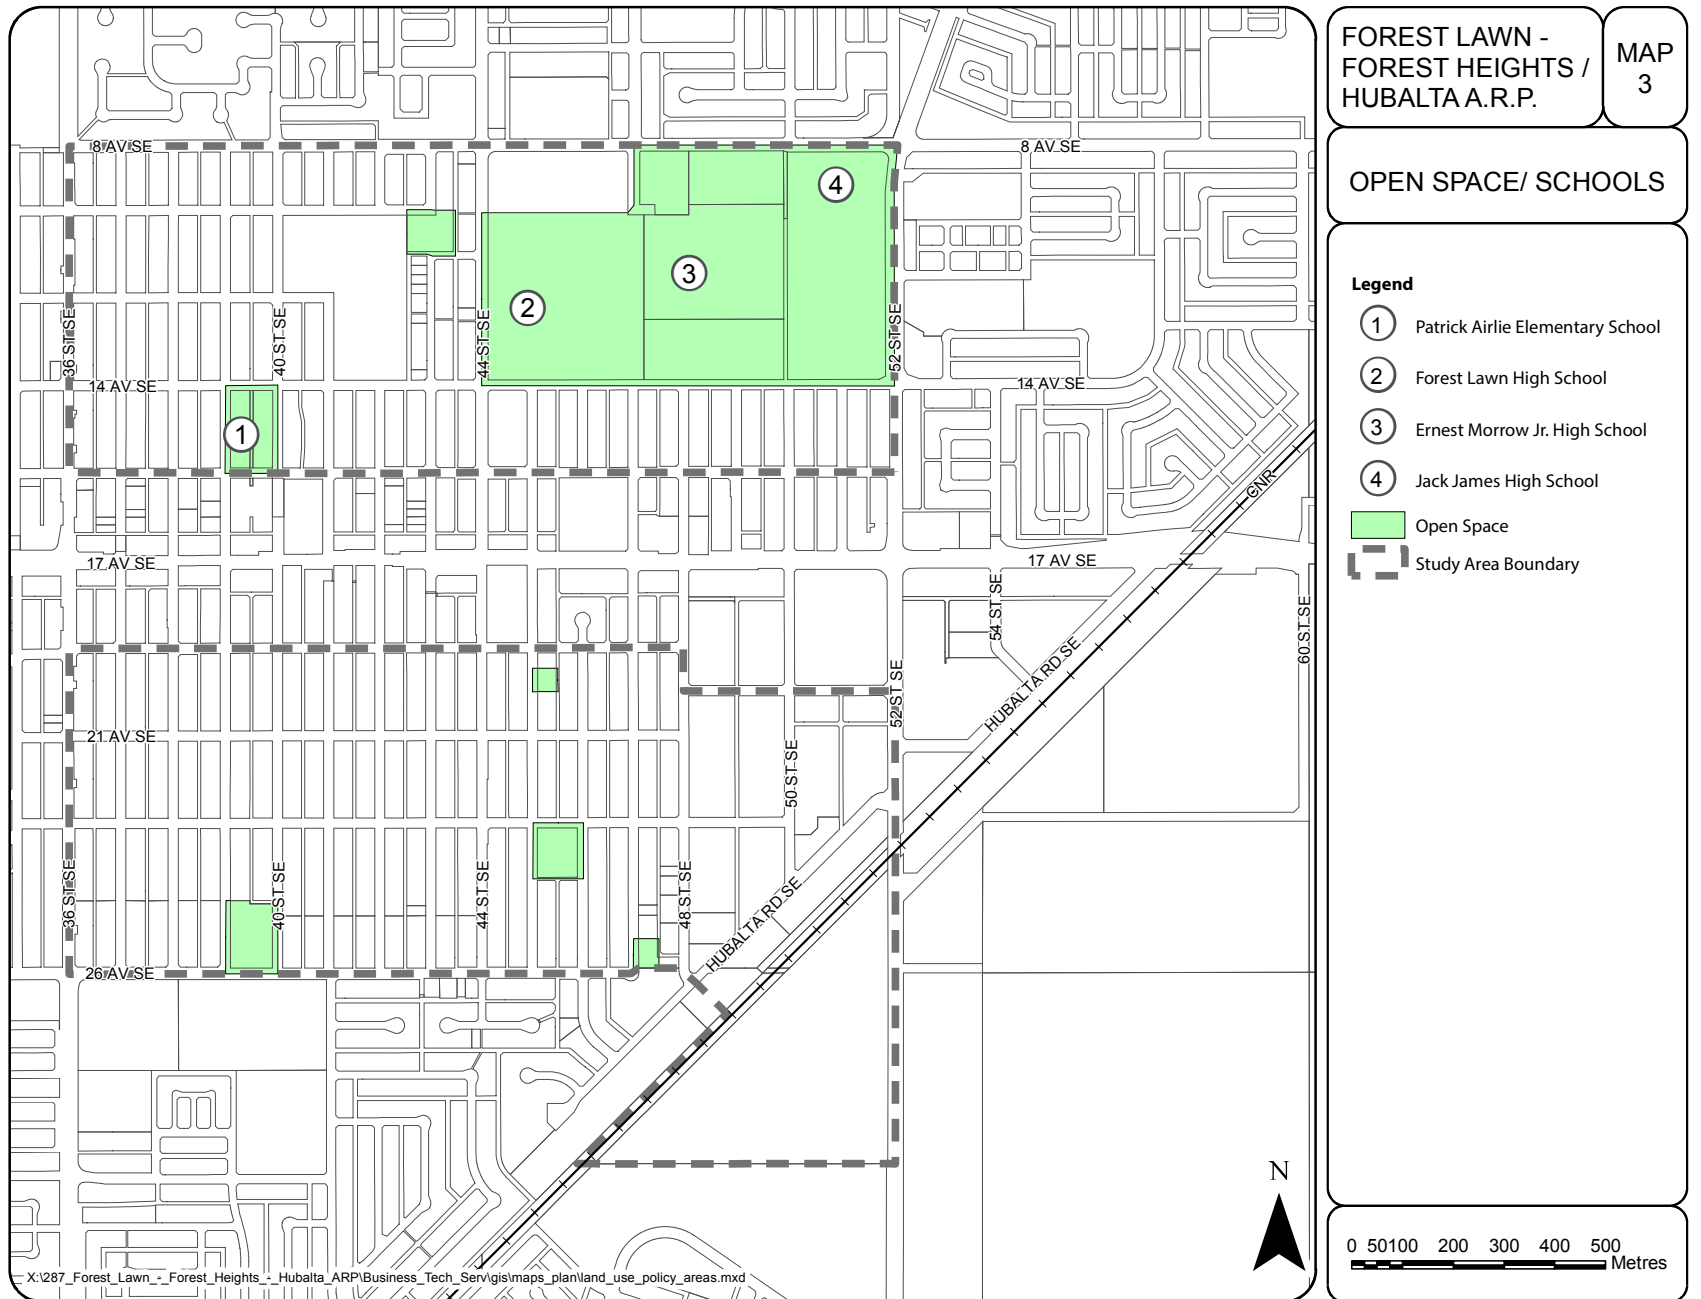 FOREST LAWN -
FOREST HEIGHTS /
HUBALTA A.R.P.
MAP
3
OPEN SPACE/ SCHOOLS
Legend
1 Patrick Airlie Elementary School
2 Forest Lawn High School
3 Ernest Morrow Jr. High School
4 Jack James High School
Open Space
Study Area Boundary
8 AV SE
8 AV SE
4
3
2
36 ST SE
40 ST SE
44 ST SE
52 ST SE
14 AV SE
14 AV SE
1
CNR
17 AV SE
17 AV SE
54 ST SE
60 ST SE
HUBALTA RD SE
52 ST SE
21 AV SE
50 ST SE
36 ST SE
40 ST SE
44 ST SE
48 ST SE
HUBALTA RD SE
26 AV SE
N
X:\287_Forest_Lawn_-_Forest_Heights_-_Hubalta_ARP\Business_Tech_Serv\gis\maps_plan\land_use_policy_areas.mxd
0 50100 200 300 400 500
Metres